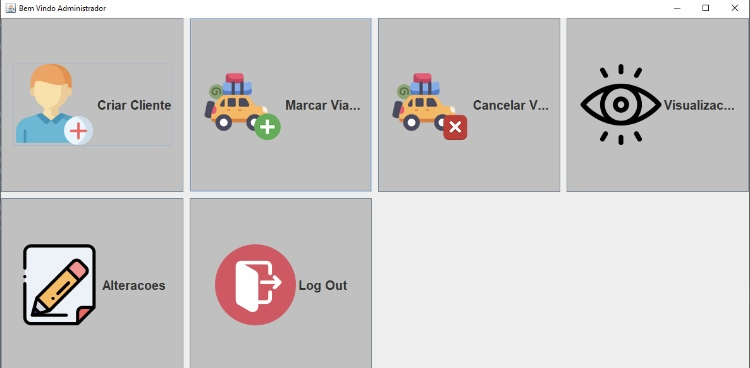 Bem Vindo Administrador
Criar Cliente
Marcar Via...
Cancelar V...
Visualizac...
Alteracoes
Log Out